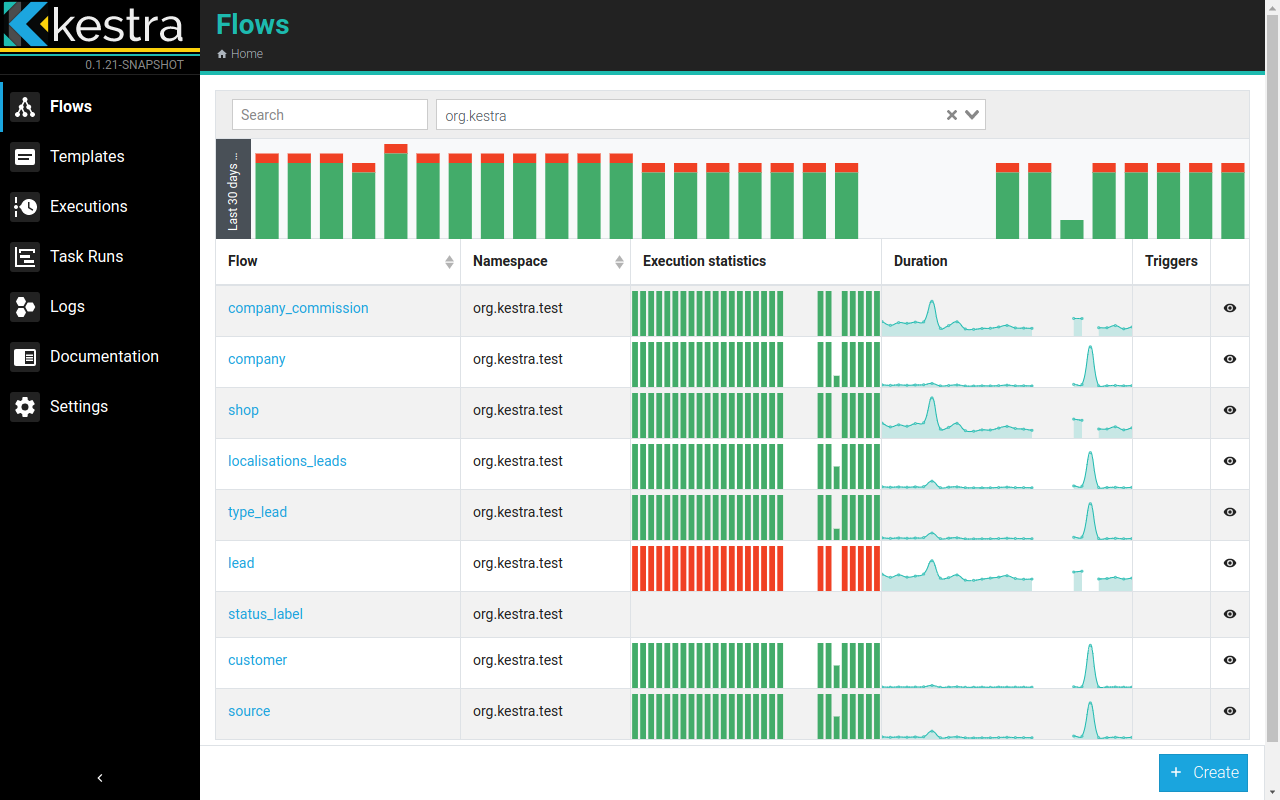 kestra
0.1.21-SNAPSHOT
Flows
Templates
Executions
Task Runs
Logs
Documentation
Settings
Flows
Home
Search
org.kestra
Last 30 days ...
Flow Namespace Execution statistics Duration Triggers
company_commission org.kestra.test
company org.kestra.test
shop org.kestra.test
localisations_leads org.kestra.test
type_lead org.kestra.test
lead org.kestra.test
status_label org.kestra.test
customer org.kestra.test
source org.kestra.test
+ Create